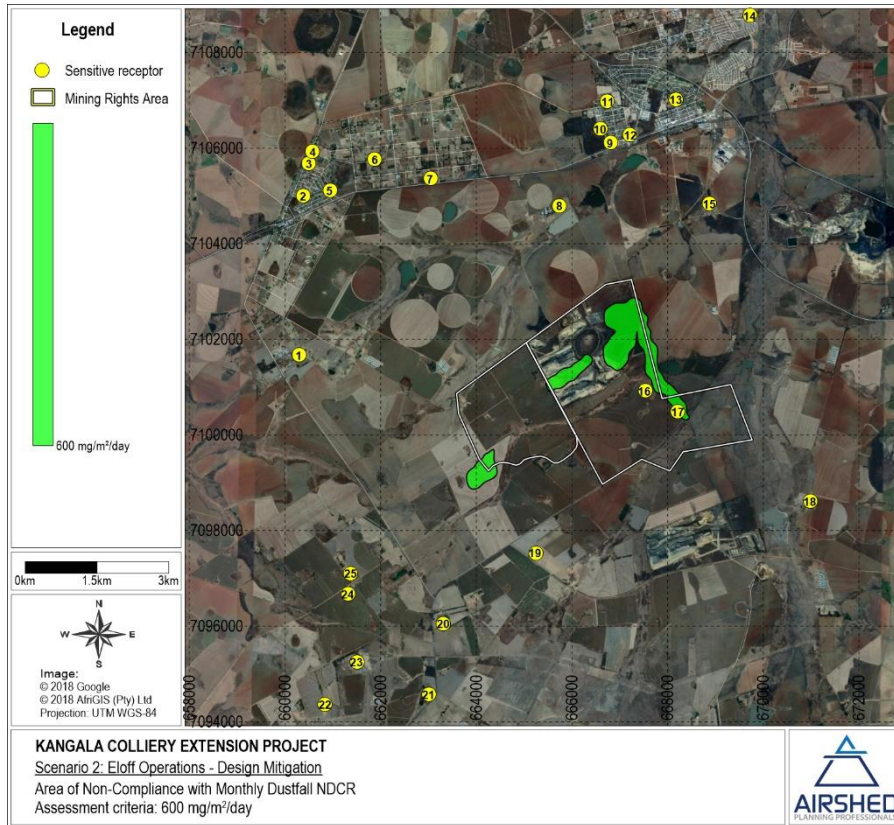 Legend
Sensitive receptor
Mining Rights Area
600 mg/m²/day
0km 1.5km 3km
N
W E
S
Image:
© 2018 Google
© 2018 AfriGIS (Pty) Ltd
Projection: UTM WGS-84
7108000
7106000
7104000
7102000
7100000
7098000
7096000
7094000
658000
660000
662000
664000
666000
668000
670000
672000
14
11
13
10
12
9
4
3
6
7
2
5
8
15
1
16
17
18
19
25
24
20
23
21
22
KANGALA COLLIERY EXTENSION PROJECT
Scenario 2: Eloff Operations - Design Mitigation
Area of Non-Compliance with Monthly Dustfall NDCR
Assessment criteria: 600 mg/m²/day
AIRSHED
PLANNING PROFESSIONALS